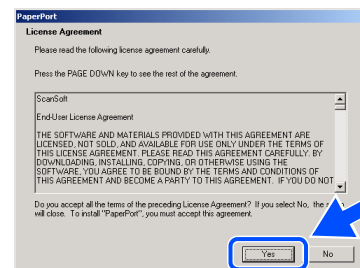 PaperPort
License Agreement
Please read the following license agreement carefully.
Press the PAGE DOWN key to see the rest of the agreement.
ScanSoft
End-User License Agreement
THE SOFTWARE AND MATERIALS PROVIDED WITH THIS AGREEMENT ARE
LICENSED, NOT SOLD, AND AVAILABLE FOR USE ONLY UNDER THE TERMS OF
THIS LICENSE AGREEMENT. PLEASE READ THIS AGREEMENT CAREFULLY. BY
DOWNLOADING, INSTALLING, COPYING, OR OTHERWISE USING THE
SOFTWARE, YOU AGREE TO BE BOUND BY THE TERMS AND CONDITIONS OF
THIS AGREEMENT AND BECOME A PARTY TO THIS AGREEMENT. IF YOU DO NOT
Do you accept all the terms of the preceding License Agreement? If you select No, the
will close. To install "PaperPort", you must accept this agreement.
Yes
No